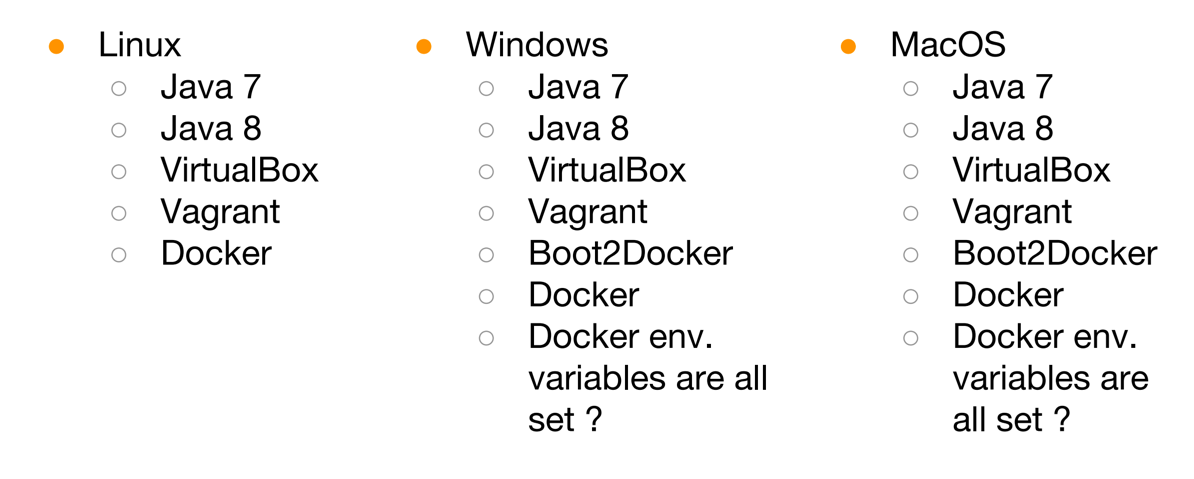 Linux
Java 7
Java 8
VirtualBox
Vagrant
Docker
Windows
Java 7
Java 8
VirtualBox
Vagrant
Boot2Docker
Docker
Docker env.
variables are all
set ?
MacOS
Java 7
Java 8
VirtualBox
Vagrant
Boot2Docker
Docker
Docker env.
variables are
all set ?